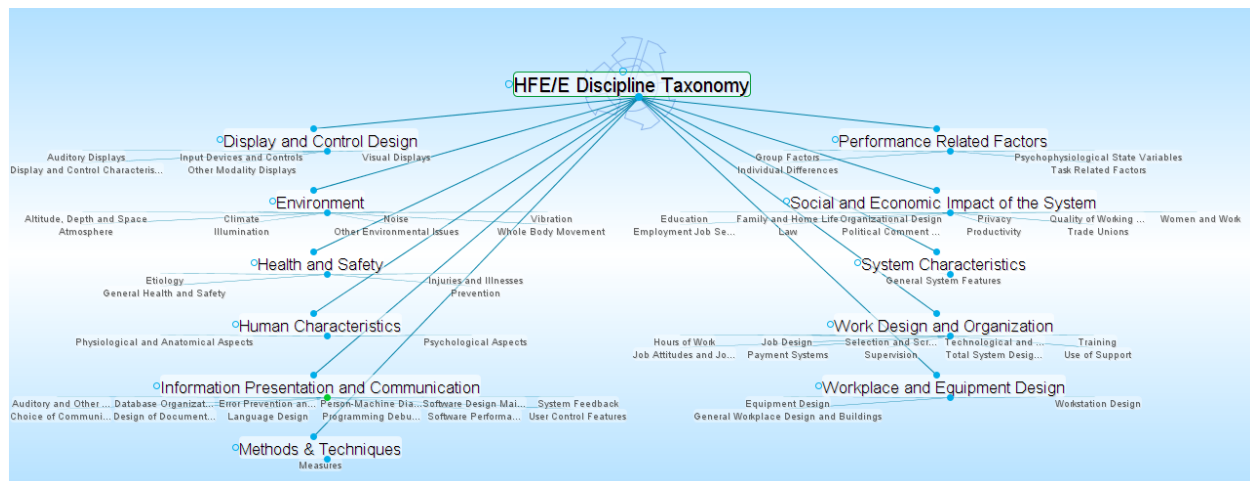 HFE/E Discipline Taxonomy
Display and Control Design
Auditory Displays Input Devices and Controls Visual Displays
Display and Control Characteris... Other Modality Displays
Environment
Altitude, Depth and Space Climate Noise Vibration
Atmosphere Illumination Other Environmental Issues Whole Body Movement
Health and Safety
Etiology Injuries and Illnesses
General Health and Safety Prevention
Human Characteristics
Physiological and Anatomical Aspects Psychological Aspects
Information Presentation and Communication
Auditory and Other ... Database Organizat... Error Prevention an... Person-Machine Dia... Software Design Mai... System Feedback
Choice of Communi... Design of Document... Language Design Programming Debu... Software Performa... User Control Features
Methods & Techniques
Measures
Performance Related Factors
Group Factors Psychophysiological State Variables
Individual Differences Task Related Factors
Social and Economic Impact of the System
Education Family and Home Life Organizational Design Privacy Quality of Working ... Women and Work
Employment Job Se... Law Political Comment ... Productivity Trade Unions
System Characteristics
General System Features
Work Design and Organization
Hours of Work Job Design Selection and Scr... Technological and ... Training
Job Attitudes and Jo... Payment Systems Supervision Total System Desig... Use of Support
Workplace and Equipment Design
Equipment Design Workstation Design
General Workplace Design and Buildings